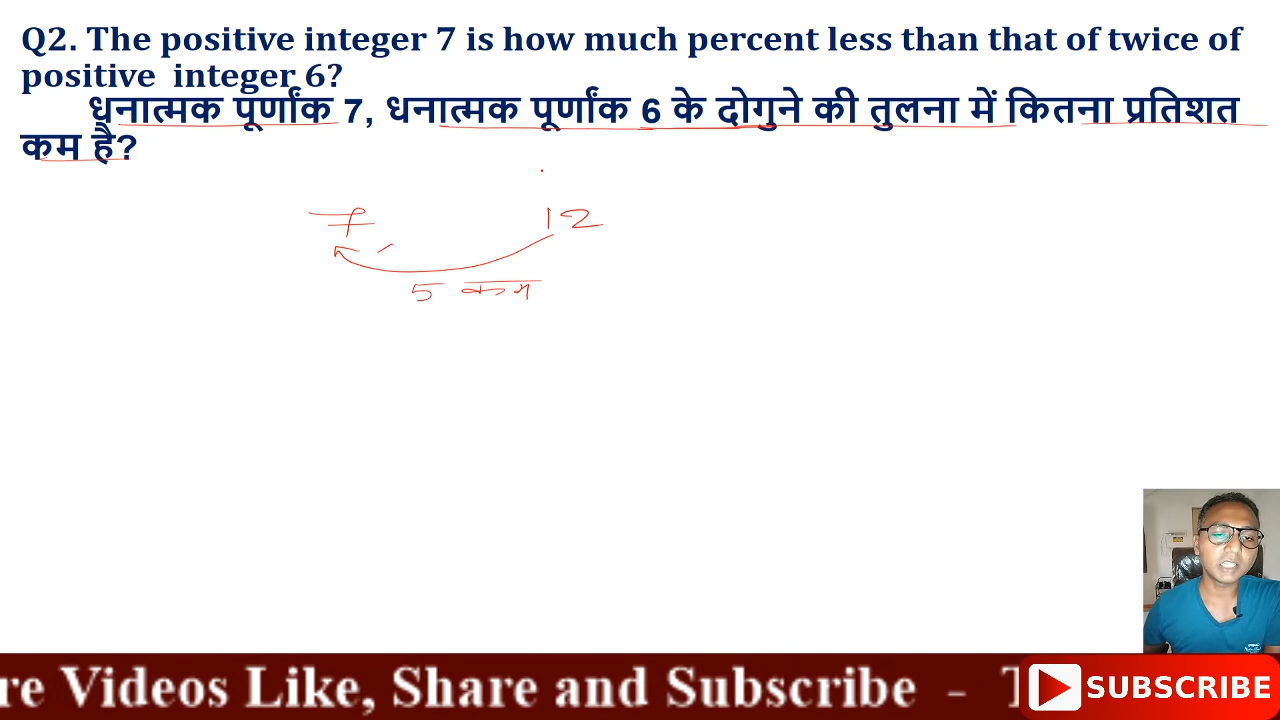 Q2. The positive integer 7 is how much percent less than that of twice of
positive integer 6?
धनात्मक पूर्णांक 7, धनात्मक पूर्णांक 6 के दोगुने की तुलना में कितना प्रतिशत
कम है?
7 12
5 कम
re Videos Like, Share and Subscribe - T
SUBSCRIBE